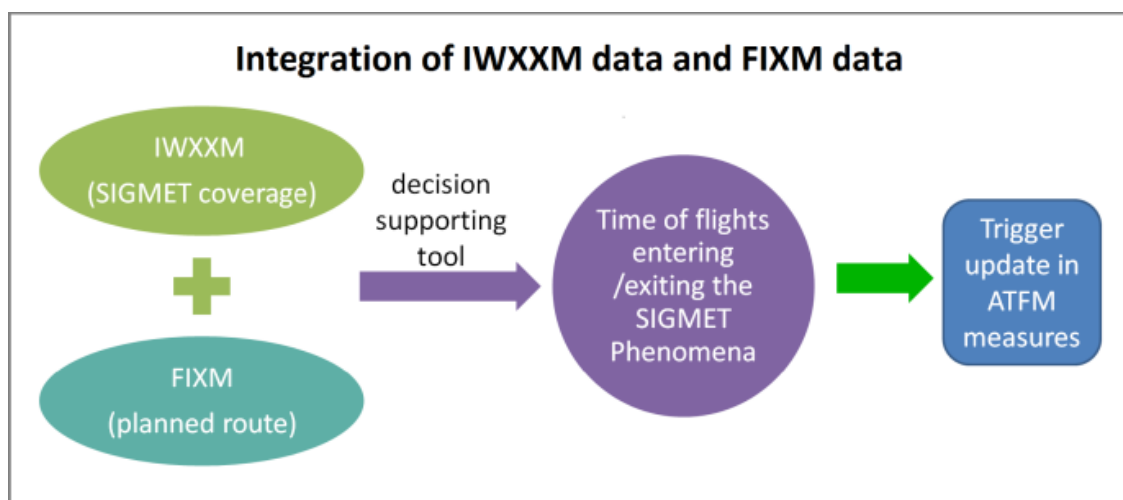 Integration of IWXXM data and FIXM data
IWXXM
(SIGMET coverage)
FIXM
(planned route)
decision
supporting
tool
Time of flights
entering
/exiting the
SIGMET
Phenomena
Trigger
update in
ATFM
measures